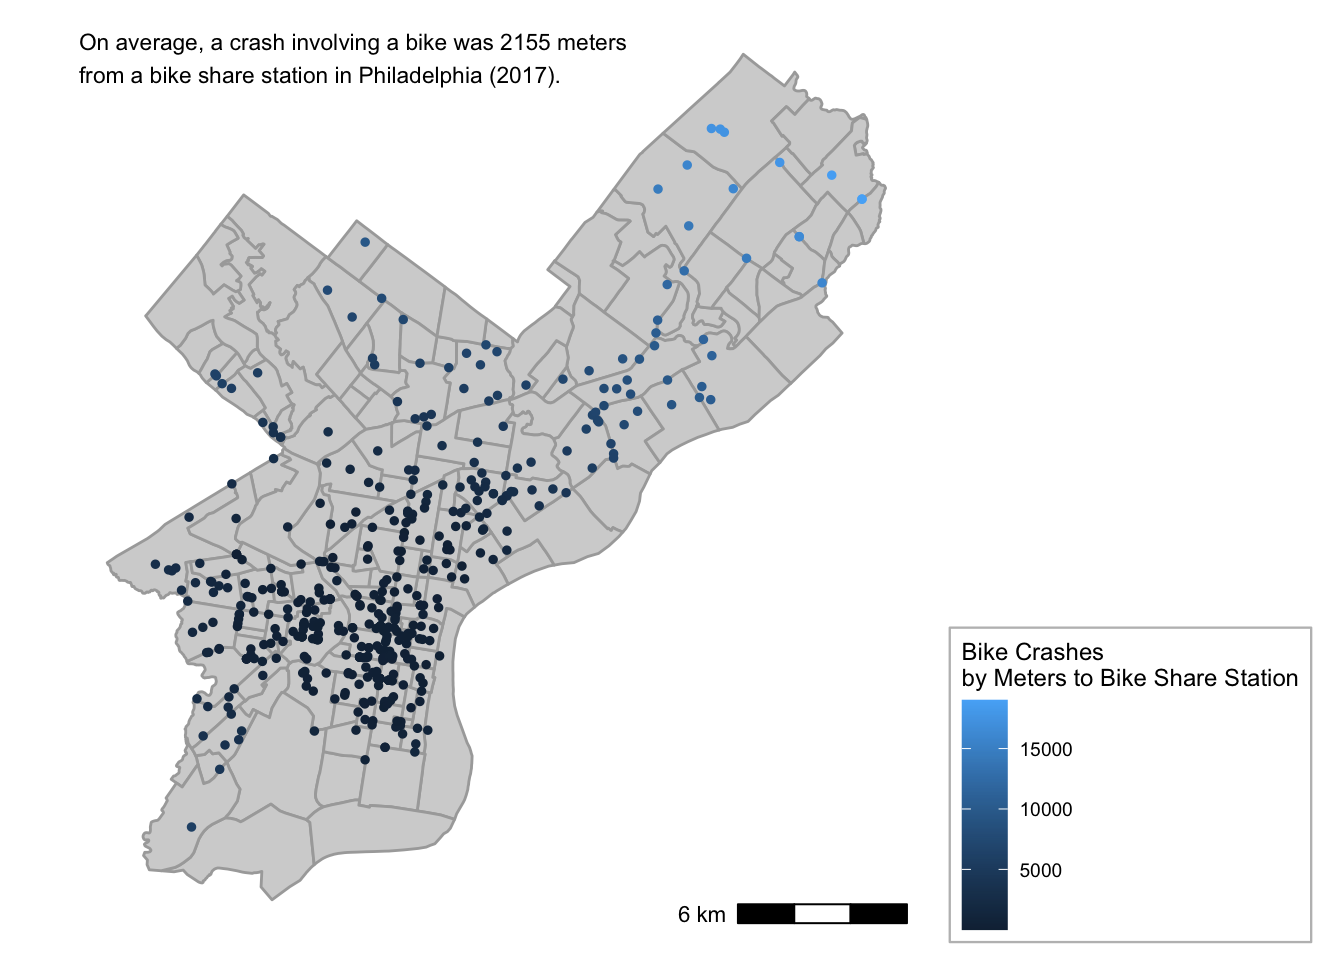 On average, a crash involving a bike was 2155 meters
from a bike share station in Philadelphia (2017).
Bike Crashes
by Meters to Bike Share Station
15000
10000
5000
6 km